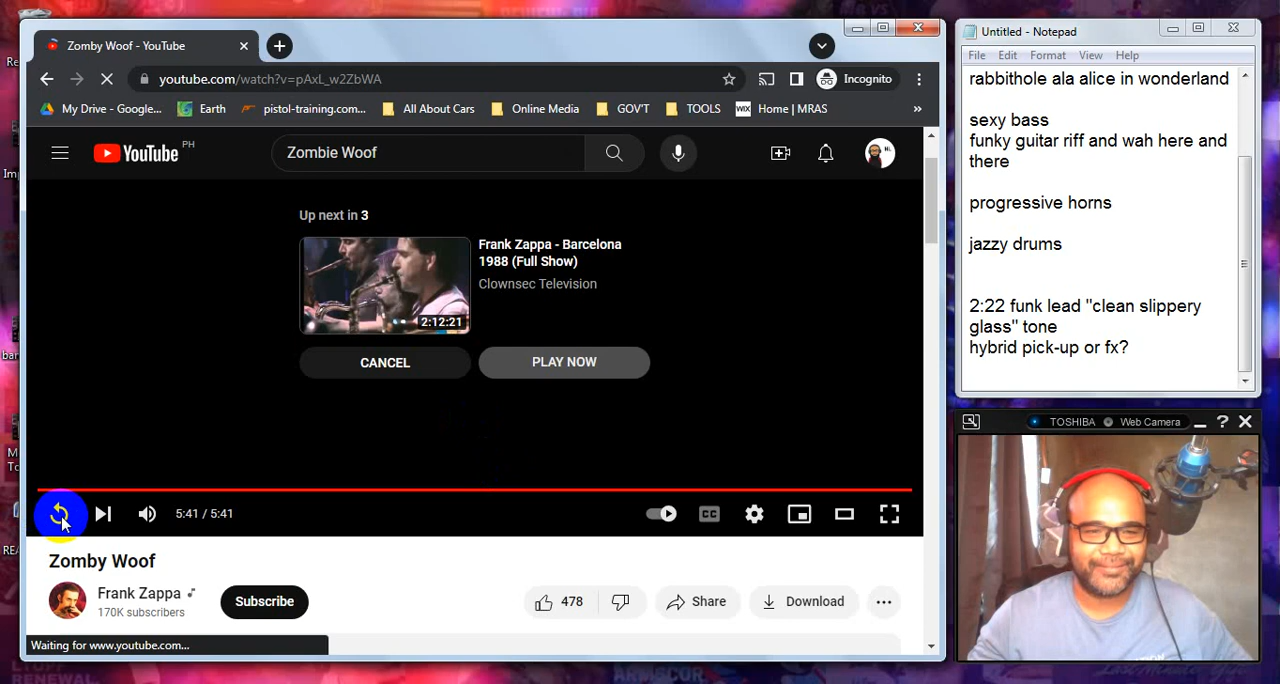 Zomby Woof - YouTube
youtube.com/watch?v=pAxL_w2ZbWA
Incognito
My Drive - Google...
Earth
pistol-training.com...
All About Cars
Online Media
GOV'T
TOOLS
WIX
Home | MRAS
»
YouTube PH
Zombie Woof
Up next in 3
Frank Zappa - Barcelona
1988 (Full Show)
Clownsec Television
2:12:21
CANCEL
PLAY NOW
5:41 / 5:41
CC
Zomby Woof
Frank Zappa
170K subscribers
Subscribe
478
Share
Download
Waiting for www.youtube.com...
Untitled - Notepad
File Edit Format View Help
rabbithole ala alice in wonderland
sexy bass
funky guitar riff and wah here and
there
progressive horns
jazzy drums
2:22 funk lead "clean slippery
glass" tone
hybrid pick-up or fx?
TOSHIBA Web Camera
RENEWAL
ARMSCOR